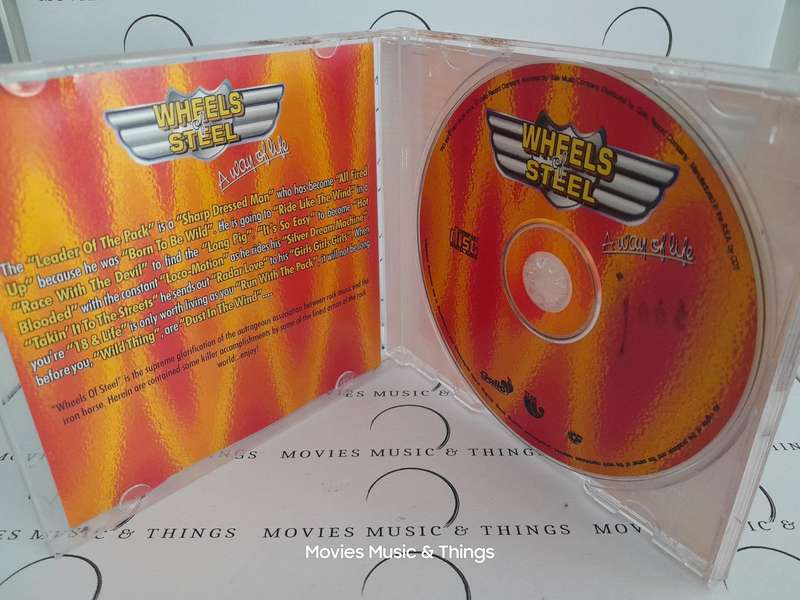 WHEELS
of
STEEL
A way of life
The "Leader Of The Pack" is a "Sharp Dressed Man" who has become "All Fired
Up" because he was "Born To Be Wild". He is going to "Ride Like The Wind" in a
"Race With The Devil" to find the "Long Pig". "It's So Easy" to become "Hot
Blooded" with the constant "Loco-Motion" as he rides his "Silver Dream Machine".
"Takin' It To The Streets" he sends out "Radar Love" to his "Girls Girls Girls". When
you're "18 & Life" is only worth living as you "Run With The Pack", it will not be long
before you, "Wild Thing", are "Dust In The Wind"....
"Wheels Of Steel" is the supreme glorification of the outrageous association between rock music and the
iron horse. Herein are contained some killer accomplishments by some of the finest artists of the rock
world...enjoy!
WHEELS
of
STEEL
A way of life
disc
MOVIES MUSIC & THINGS
MOVIES MUSIC & THINGS
MOVIES MUSIC & THINGS
Movies Music & Things